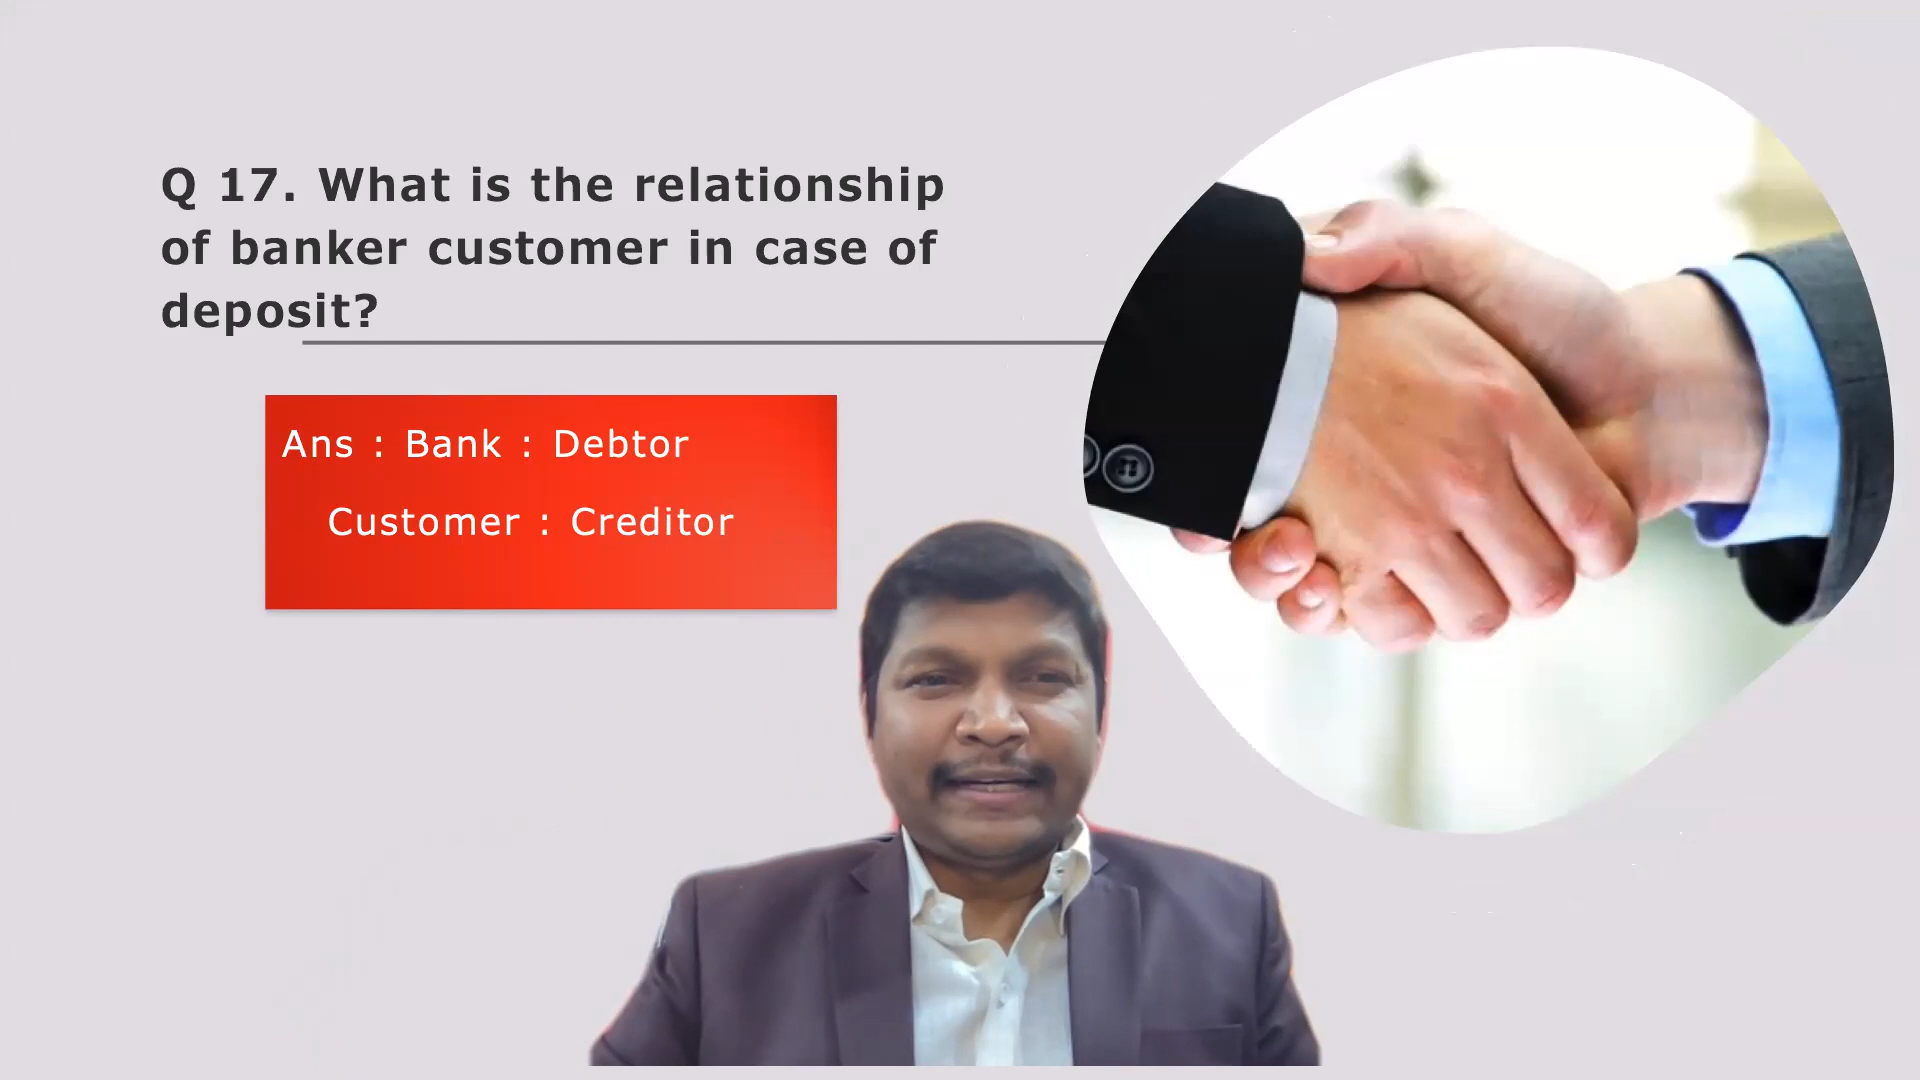 Q 17. What is the relationship
of banker customer in case of
deposit?
Ans : Bank : Debtor
Customer : Creditor